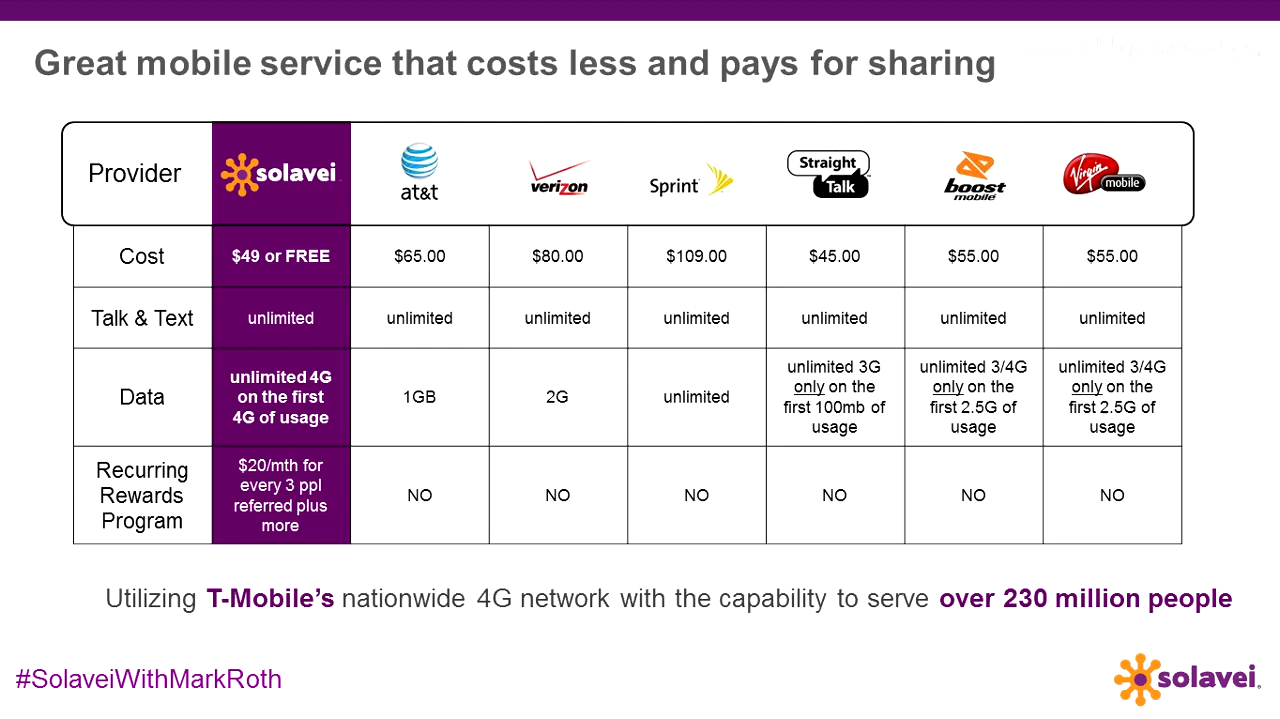 Great mobile service that costs less and pays for sharing
Provider
solavei
at&t
verizon
Sprint
Straight
Talk
boost
mobile
Virgin
mobile
Cost
$49 or FREE
$65.00
$80.00
$109.00
$45.00
$55.00
$55.00
Talk & Text
unlimited
unlimited
unlimited
unlimited
unlimited
unlimited
unlimited
Data
unlimited 4G
on the first
4G of usage
1GB
2G
unlimited
unlimited 3G
only on the
first 100mb of
usage
unlimited 3/4G
only on the
first 2.5G of
usage
unlimited 3/4G
only on the
first 2.5G of
usage
Recurring
Rewards
Program
$20/mth for
every 3 ppl
referred plus
more
NO
NO
NO
NO
NO
NO
Utilizing T-Mobile's nationwide 4G network with the capability to serve over 230 million people
#SolaveiWithMarkRoth
solavei